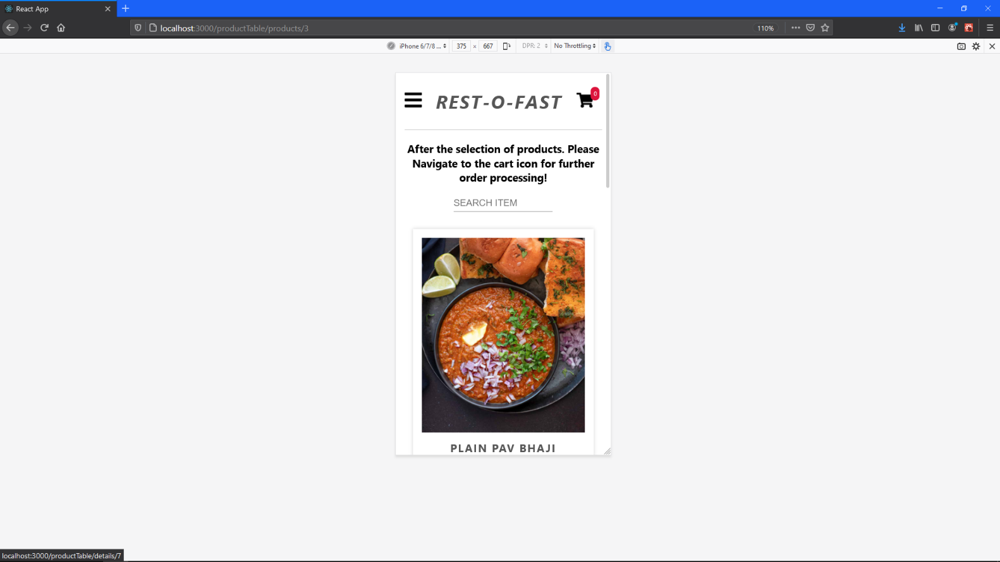 React App
localhost:3000/productTable/products/3
110%
iPhone 6/7/8 ...
375 × 667
DPR: 2
No Throttling
REST-O-FAST
0
After the selection of products. Please
Navigate to the cart icon for further
order processing!
SEARCH ITEM
PLAIN PAV BHAJI
localhost:3000/productTable/details/7